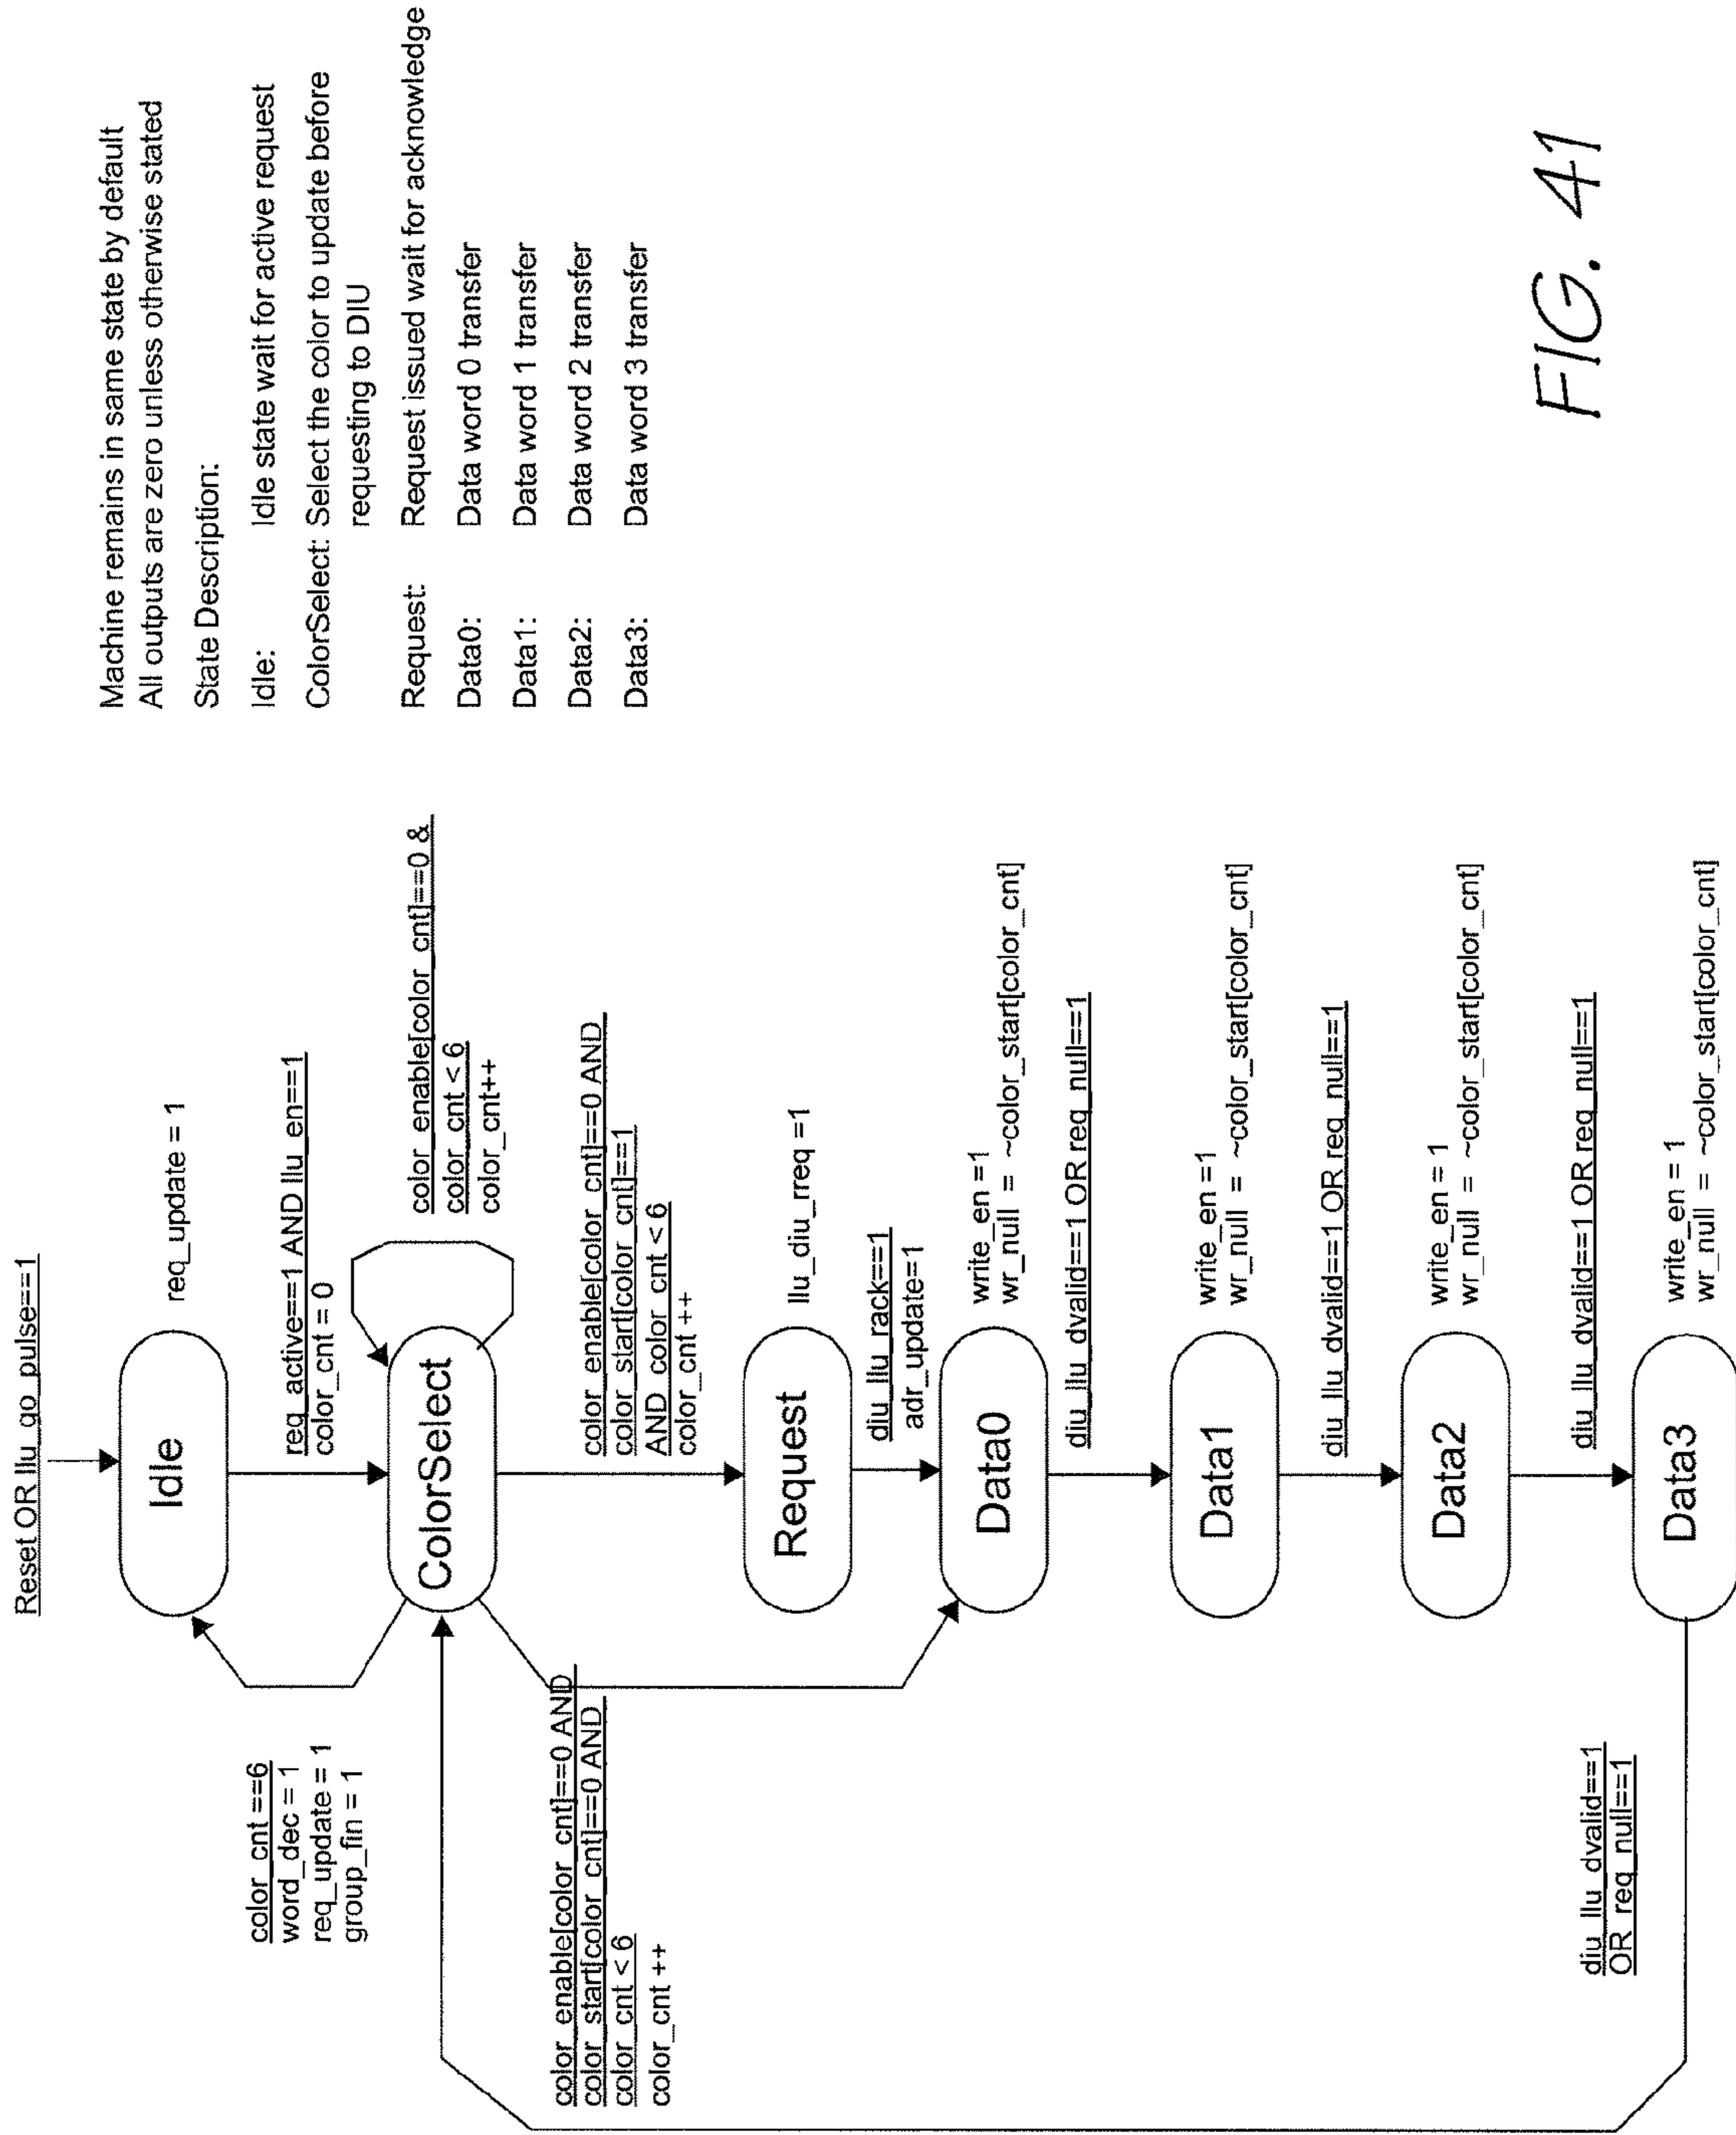 Reset OR llu_go_pulse==1
Idle
req_update = 1
req_active==1 AND llu_en==1
color_cnt = 0
color_cnt ==6
word_dec = 1
req_update = 1
group_fin = 1
ColorSelect
color_enable[color_cnt]==0 &
color_cnt < 6
color_cnt++
color_enable[color_cnt]==0 AND
color_start[color_cnt]==1
AND color_cnt < 6
color_cnt ++
color_enable[color_cnt]==0 AND
color_start[color_cnt]==0 AND
color_cnt < 6
color_cnt ++
Request
llu_diu_rreq =1
diu_llu_rack==1
adr_update=1
Data0
write_en =1
wr_null = ~color_start[color_cnt]
diu_llu_dvalid==1 OR req_null==1
Data1
write_en =1
wr_null = ~color_start[color_cnt]
diu_llu_dvalid==1 OR req_null==1
Data2
write_en = 1
wr_null = ~color_start[color_cnt]
diu_llu_dvalid==1 OR req_null==1
Data3
write_en = 1
wr_null = ~color_start[color_cnt]
diu_llu_dvalid==1
OR req_null==1
Machine remains in same state by default
All outputs are zero unless otherwise stated
State Description:
Idle: Idle state wait for active request
ColorSelect: Select the color to update before
requesting to DIU
Request: Request issued wait for acknowledge
Data0: Data word 0 transfer
Data1: Data word 1 transfer
Data2: Data word 2 transfer
Data3: Data word 3 transfer
FIG. 41